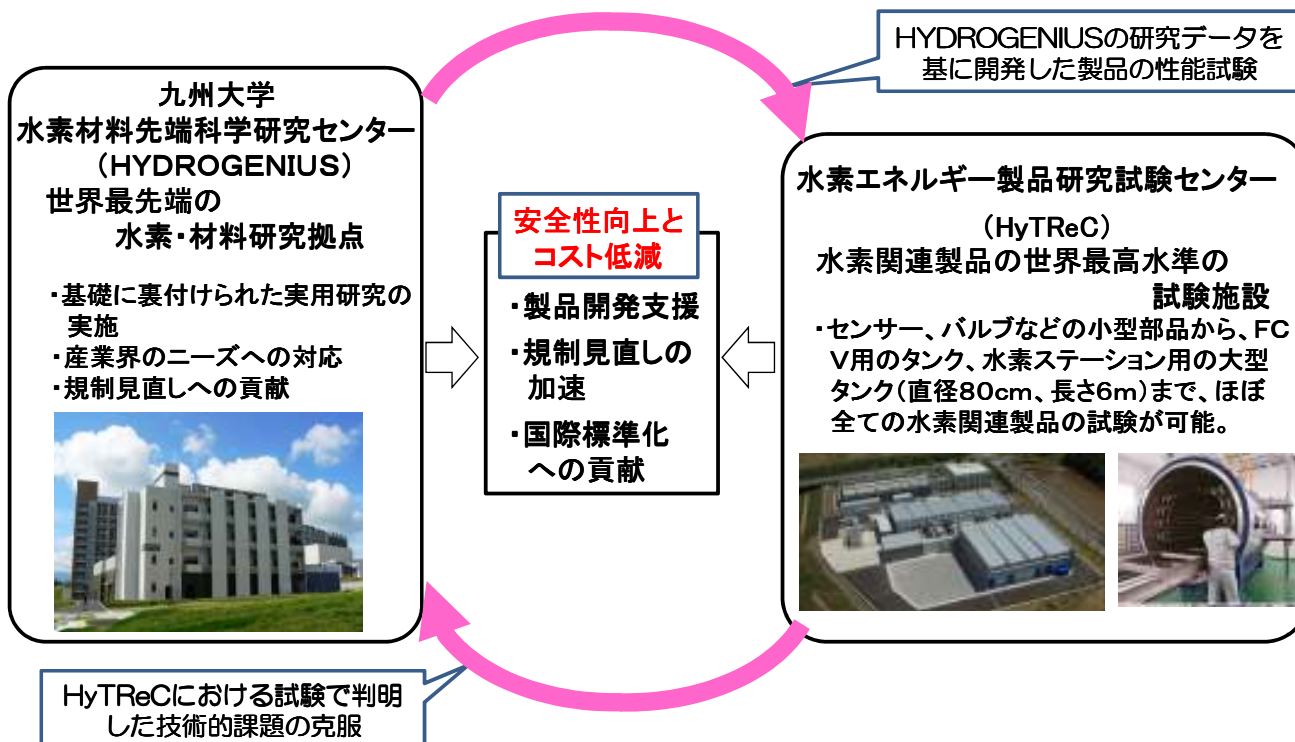 HYDROGENIUSの研究データを
基に開発した製品の性能試験
九州大学
水素材料先端科学研究センター
（HYDROGENIUS）
世界最先端の
水素・材料研究拠点
・基礎に裏付けられた実用研究の
実施
・産業界のニーズへの対応
・規制見直しへの貢献
安全性向上と
コスト低減
・製品開発支援
・規制見直しの
加速
・国際標準化
への貢献
水素エネルギー製品研究試験センター
（HyTReC）
水素関連製品の世界最高水準の
試験施設
・センサー、バルブなどの小型部品から、FC
V用のタンク、水素ステーション用の大型
タンク（直径80cm、長さ6m）まで、ほぼ
全ての水素関連製品の試験が可能。
HyTReCにおける試験で判明
した技術的課題の克服